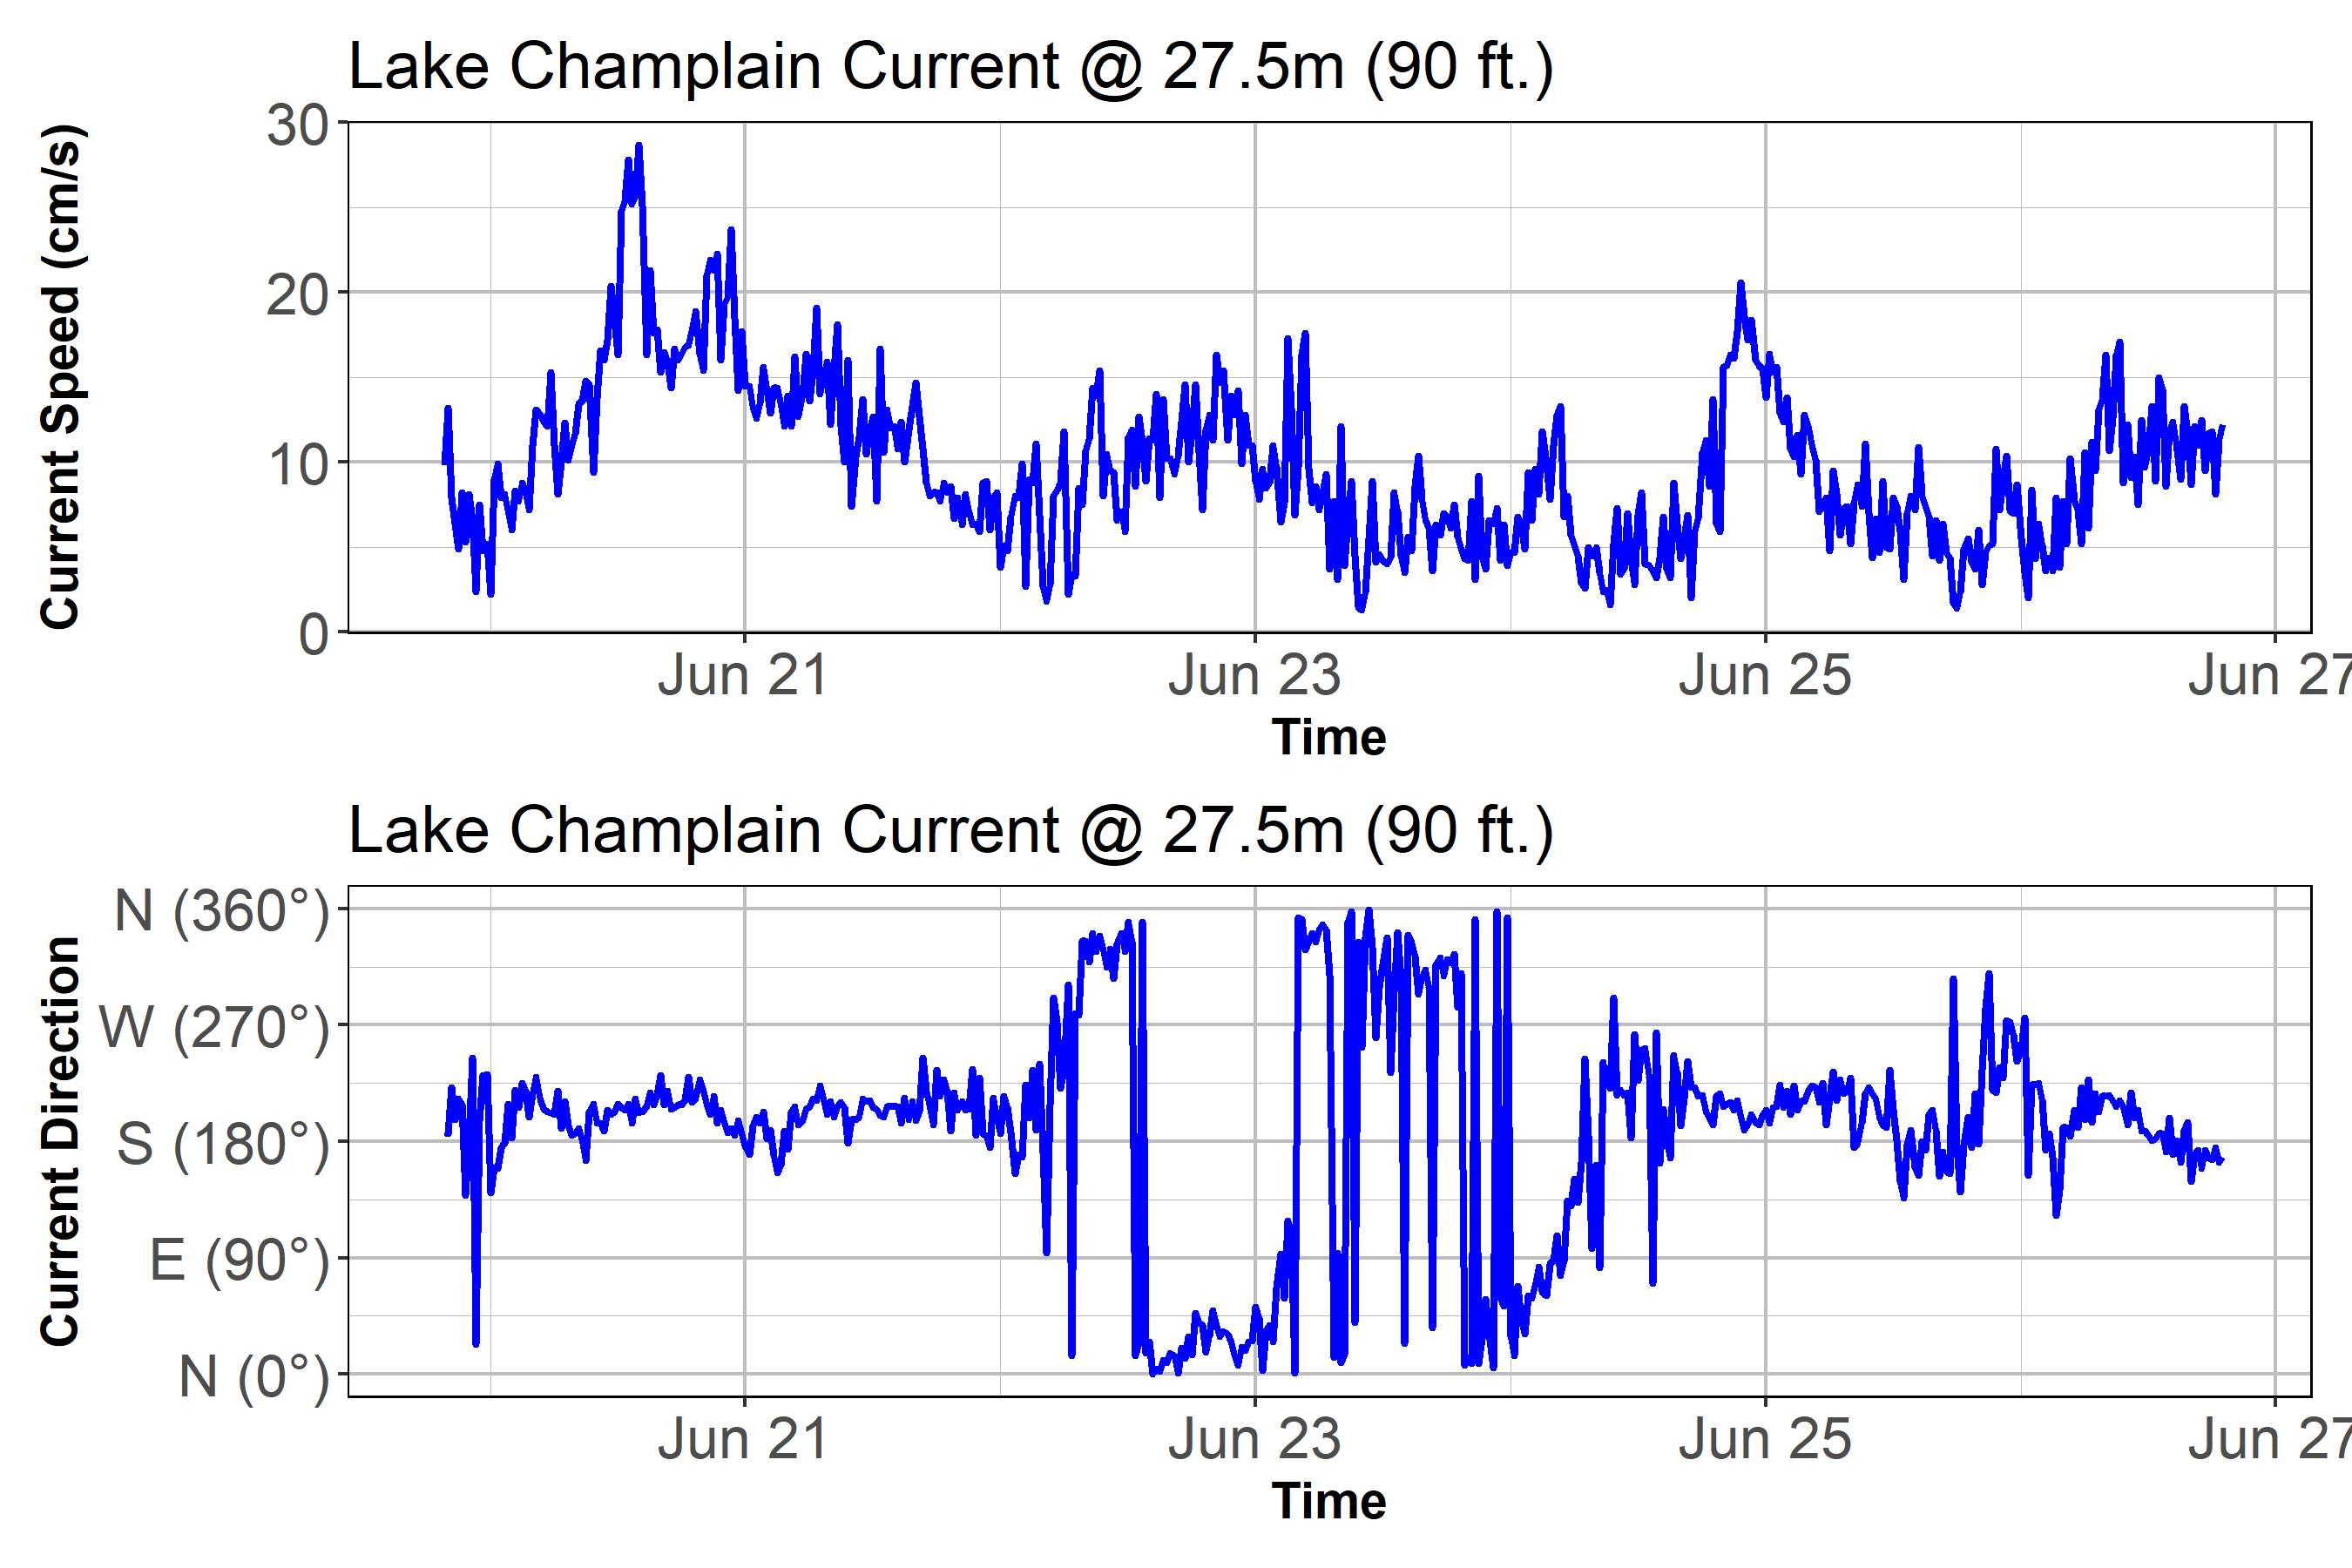 Lake Champlain Current @ 27.5m (90 ft.)
Current Speed (cm/s)
30
20
10
0
Jun 21 Jun 23 Jun 25 Jun 27
Time
Lake Champlain Current @ 27.5m (90 ft.)
Current Direction
N (360°)
W (270°)
S (180°)
E (90°)
N (0°)
Jun 21 Jun 23 Jun 25 Jun 27
Time